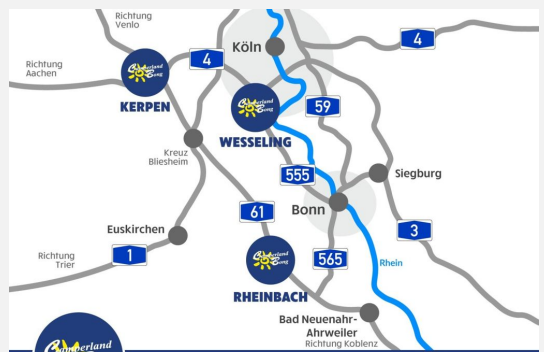 Richtung
Venlo
Köln
4
4
Richtung
Aachen
KERPEN
59
WESSELING
Kreuz
Bliesheim
555
Siegburg
61
Bonn
Euskirchen
3
Richtung
Trier
1
565
Rhein
RHEINBACH
Bad Neuenahr-
Ahrweiler
Richtung Koblenz